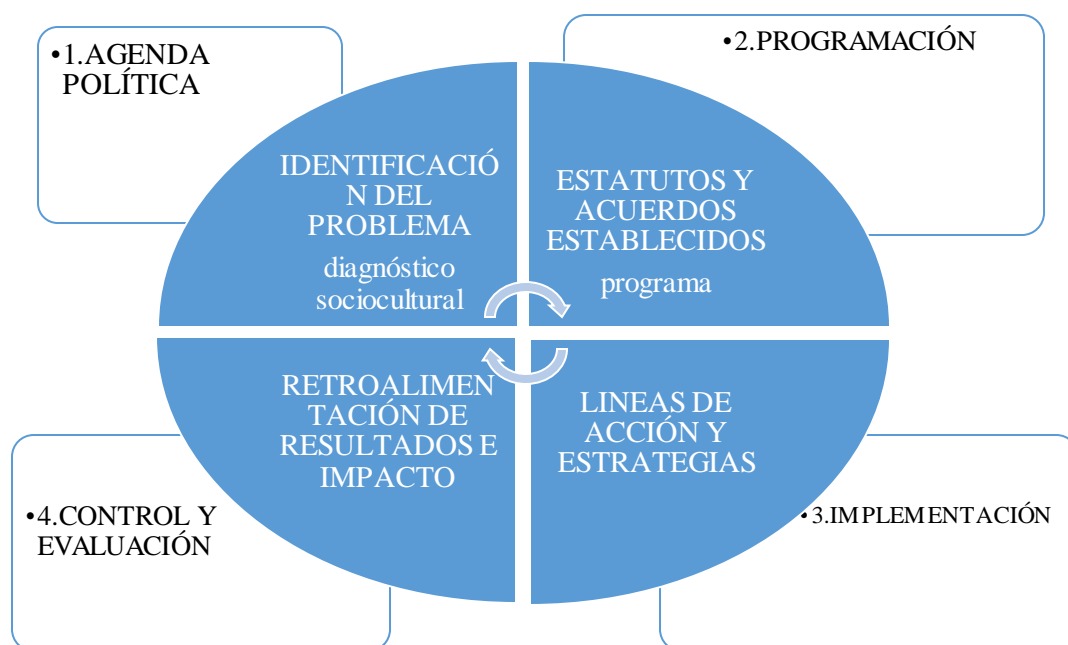 •1.AGENDA
POLÍTICA
•2.PROGRAMACIÓN
IDENTIFICACIÓ
N DEL
PROBLEMA
diagnóstico
sociocultural
ESTATUTOS Y
ACUERDOS
ESTABLECIDOS
programa
RETROALIMEN
TACIÓN DE
RESULTADOS E
IMPACTO
LINEAS DE
ACCIÓN Y
ESTRATEGIAS
•4.CONTROL Y
EVALUACIÓN
•3.IMPLEMENTACIÓN